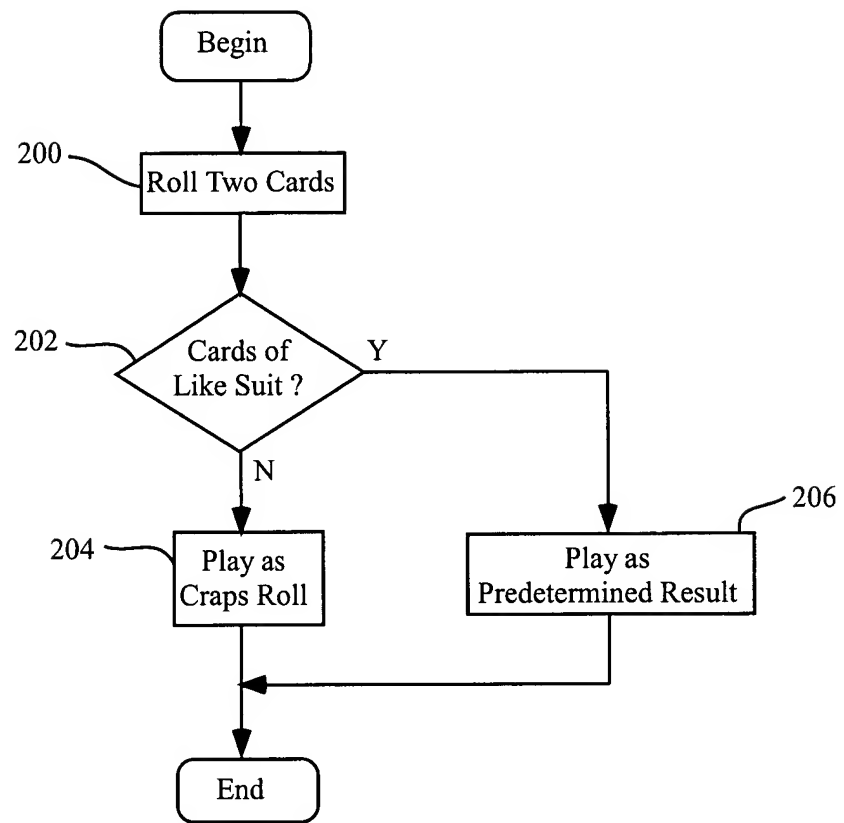 Begin
200
Roll Two Cards
202
Cards of
Like Suit ?
Y
N
204
Play as
Craps Roll
206
Play as
Predetermined Result
End